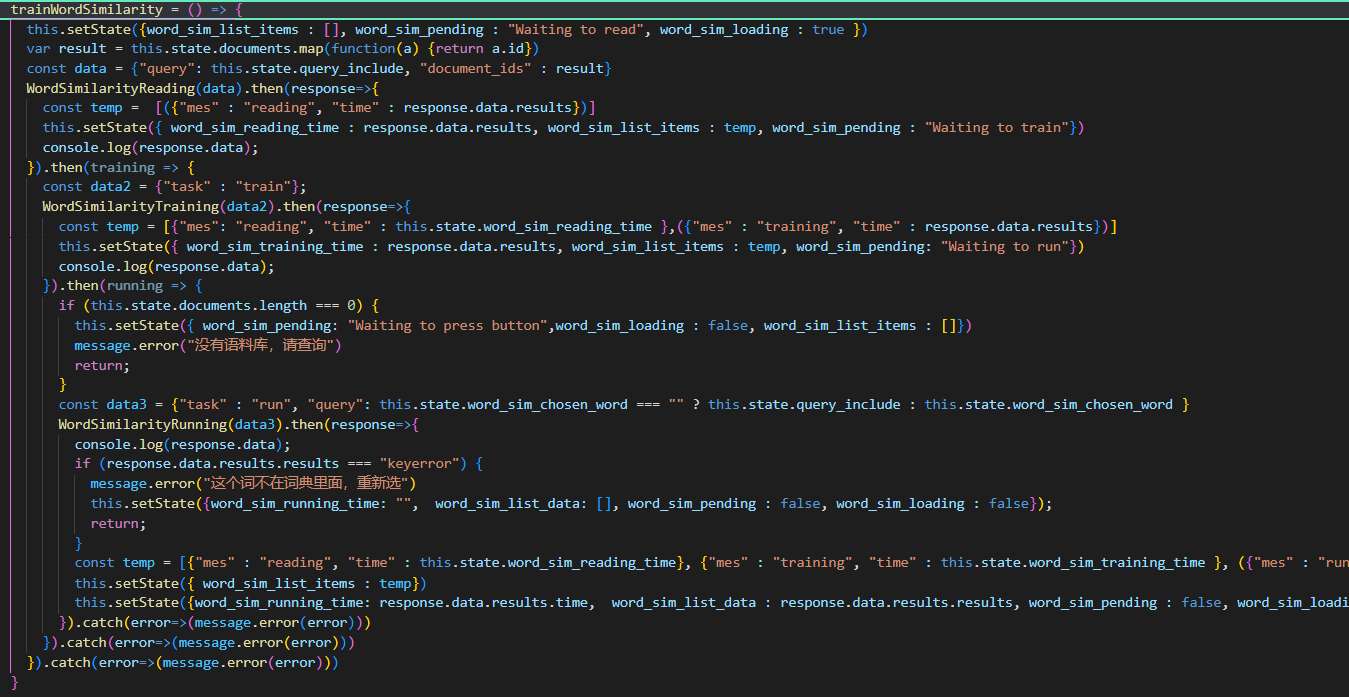 trainWordSimilarity = () => {
this.setState({word_sim_list_items : [], word_sim_pending : "Waiting to read", word_sim_loading : true })
var result = this.state.documents.map(function(a) {return a.id})
const data = {"query": this.state.query_include, "document_ids" : result}
WordSimilarityReading(data).then(response=>{
const temp =  [({"mes" : "reading", "time" : response.data.results})]
this.setState({ word_sim_reading_time : response.data.results, word_sim_list_items : temp, word_sim_pending : "Waiting to train"})
console.log(response.data);
}).then(training => {
const data2 = {"task" : "train"};
WordSimilarityTraining(data2).then(response=>{
const temp = [{"mes": "reading", "time" : this.state.word_sim_reading_time },({"mes" : "training", "time" : response.data.results})]
this.setState({ word_sim_training_time : response.data.results, word_sim_list_items : temp, word_sim_pending: "Waiting to run"})
console.log(response.data);
}).then(running => {
if (this.state.documents.length === 0) {
this.setState({ word_sim_pending: "Waiting to press button",word_sim_loading : false, word_sim_list_items : []})
message.error("没有语料库，请查询")
return;
}
const data3 = {"task" : "run", "query": this.state.word_sim_chosen_word === "" ? this.state.query_include : this.state.word_sim_chosen_word }
WordSimilarityRunning(data3).then(response=>{
console.log(response.data);
if (response.data.results.results === "keyerror") {
message.error("这个词不在词典里面，重新选")
this.setState({word_sim_running_time: "",  word_sim_list_data: [], word_sim_pending : false, word_sim_loading : false});
return;
}
const temp = [{"mes" : "reading", "time" : this.state.word_sim_reading_time}, {"mes" : "training", "time" : this.state.word_sim_training_time }, ({"mes" : "run
this.setState({ word_sim_list_items : temp})
this.setState({word_sim_running_time: response.data.results.time,  word_sim_list_data : response.data.results.results, word_sim_pending : false, word_sim_loadi
}).catch(error=>(message.error(error)))
}).catch(error=>(message.error(error)))
}).catch(error=>(message.error(error)))
}